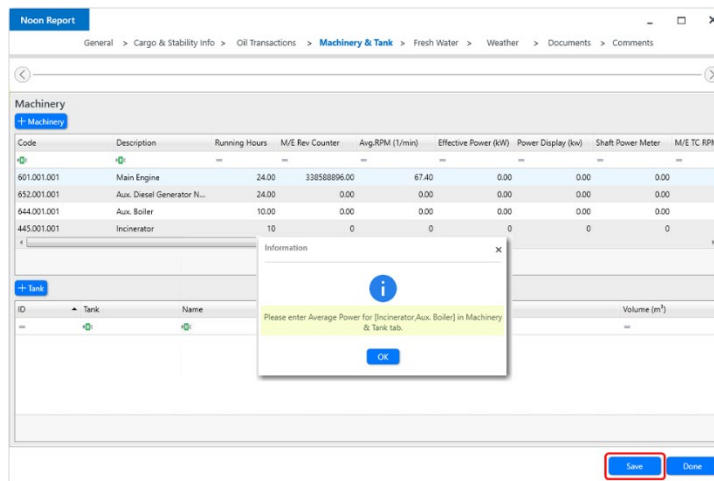 Noon Report
General > Cargo & Stability Info > Oil Transactions > Machinery & Tank > Fresh Water > Weather > Documents > Comments
Machinery
+ Machinery
Code Description Running Hours M/E Rev Counter Avg.RPM (1/min) Effective Power (kW) Power Display (kw) Shaft Power Meter M/E TC RPM
= = = = = = =
601.001.001 Main Engine 24.00 338588896.00 67.40 0.00 0.00 0.00
652.001.001 Aux. Diesel Generator N... 24.00 0.00 0.00 0.00 0.00 0.00
644.001.001 Aux. Boiler 10.00 0.00 0.00 0.00 0.00 0.00
445.001.001 Incinerator 10 0 0 0 0 0
Information
Please enter Average Power for [Incinerator,Aux. Boiler] in Machinery
& Tank tab.
OK
+ Tank
ID Tank Name Volume (m³)
= =
Save Done